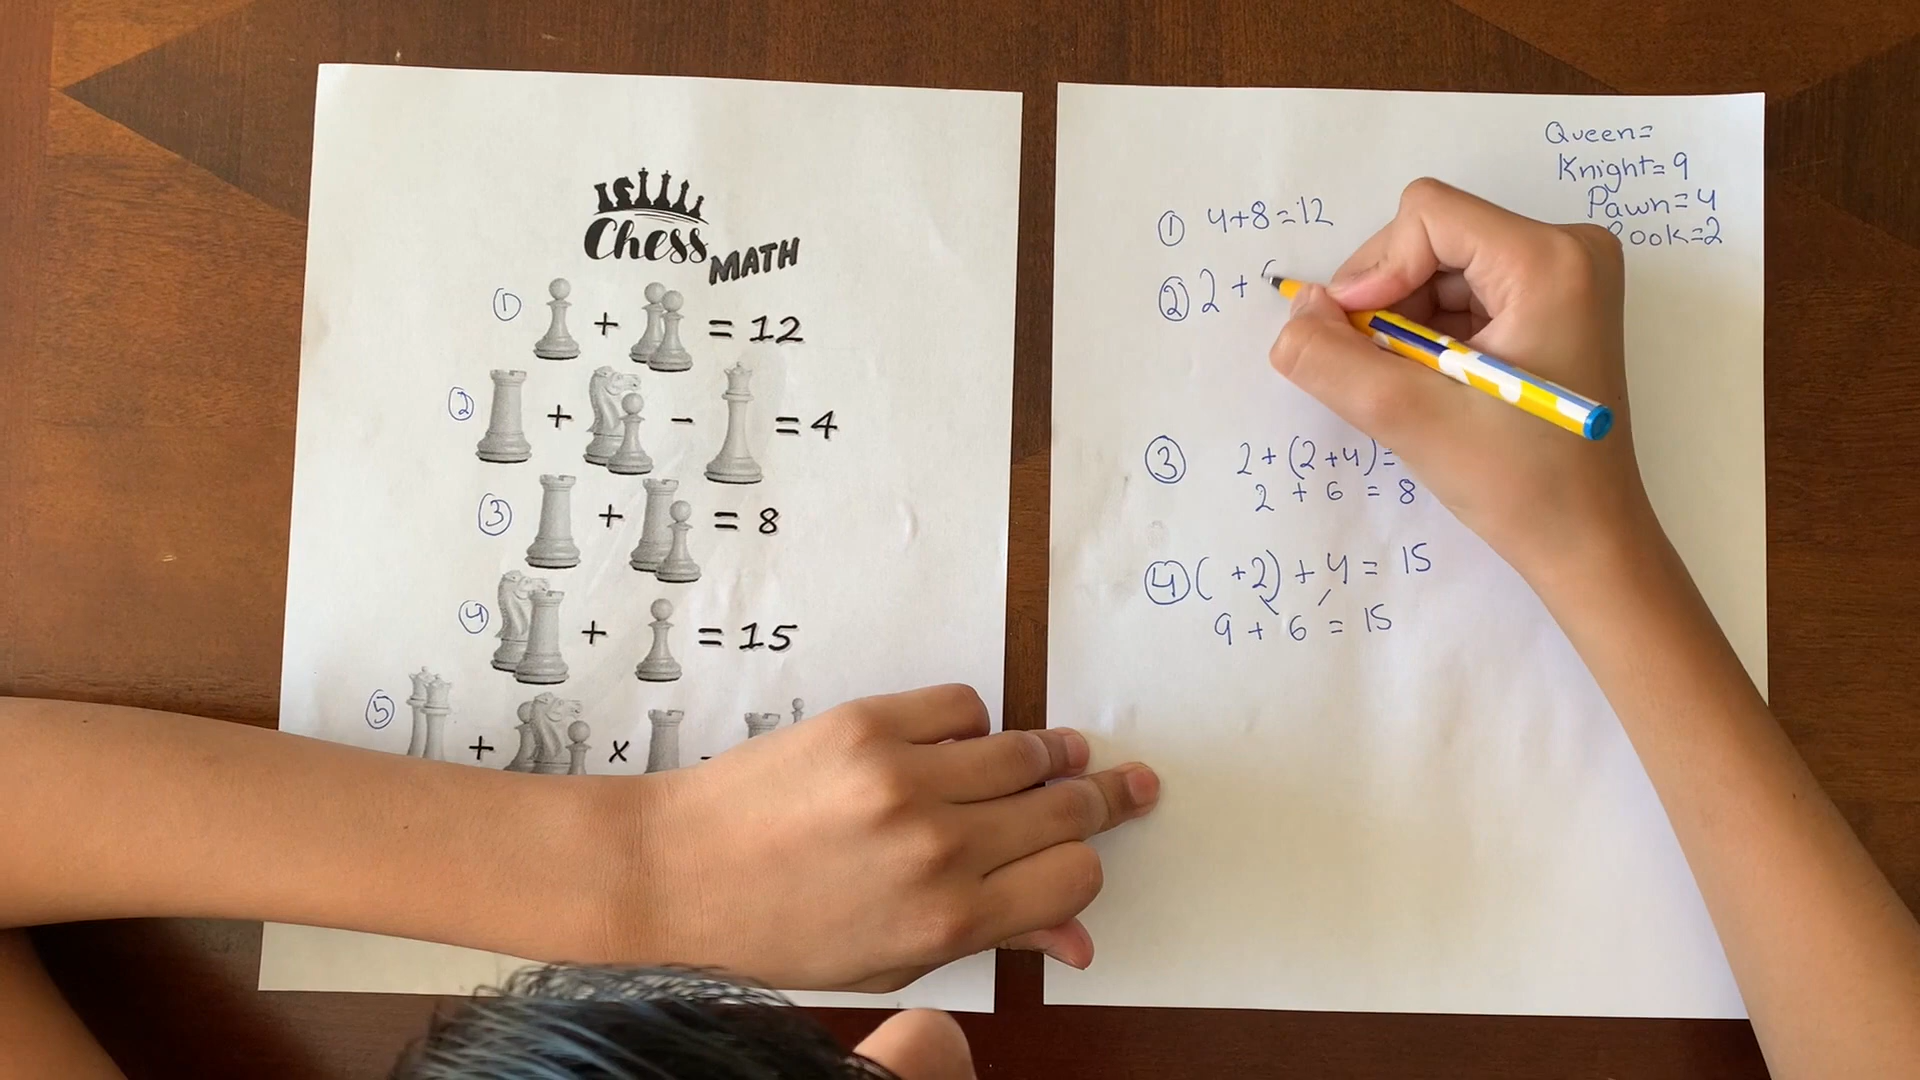 Chess MATH
① + = 12
② + - = 4
③ + = 8
④ + = 15
⑤ + x -
Queen=
Knight=9
Pawn=4
Rook=2
① 4+8=12
② 2 +
③ 2+(2+4)=
2 + 6 = 8
④ ( +2) + 4 = 15
9 + 6 = 15